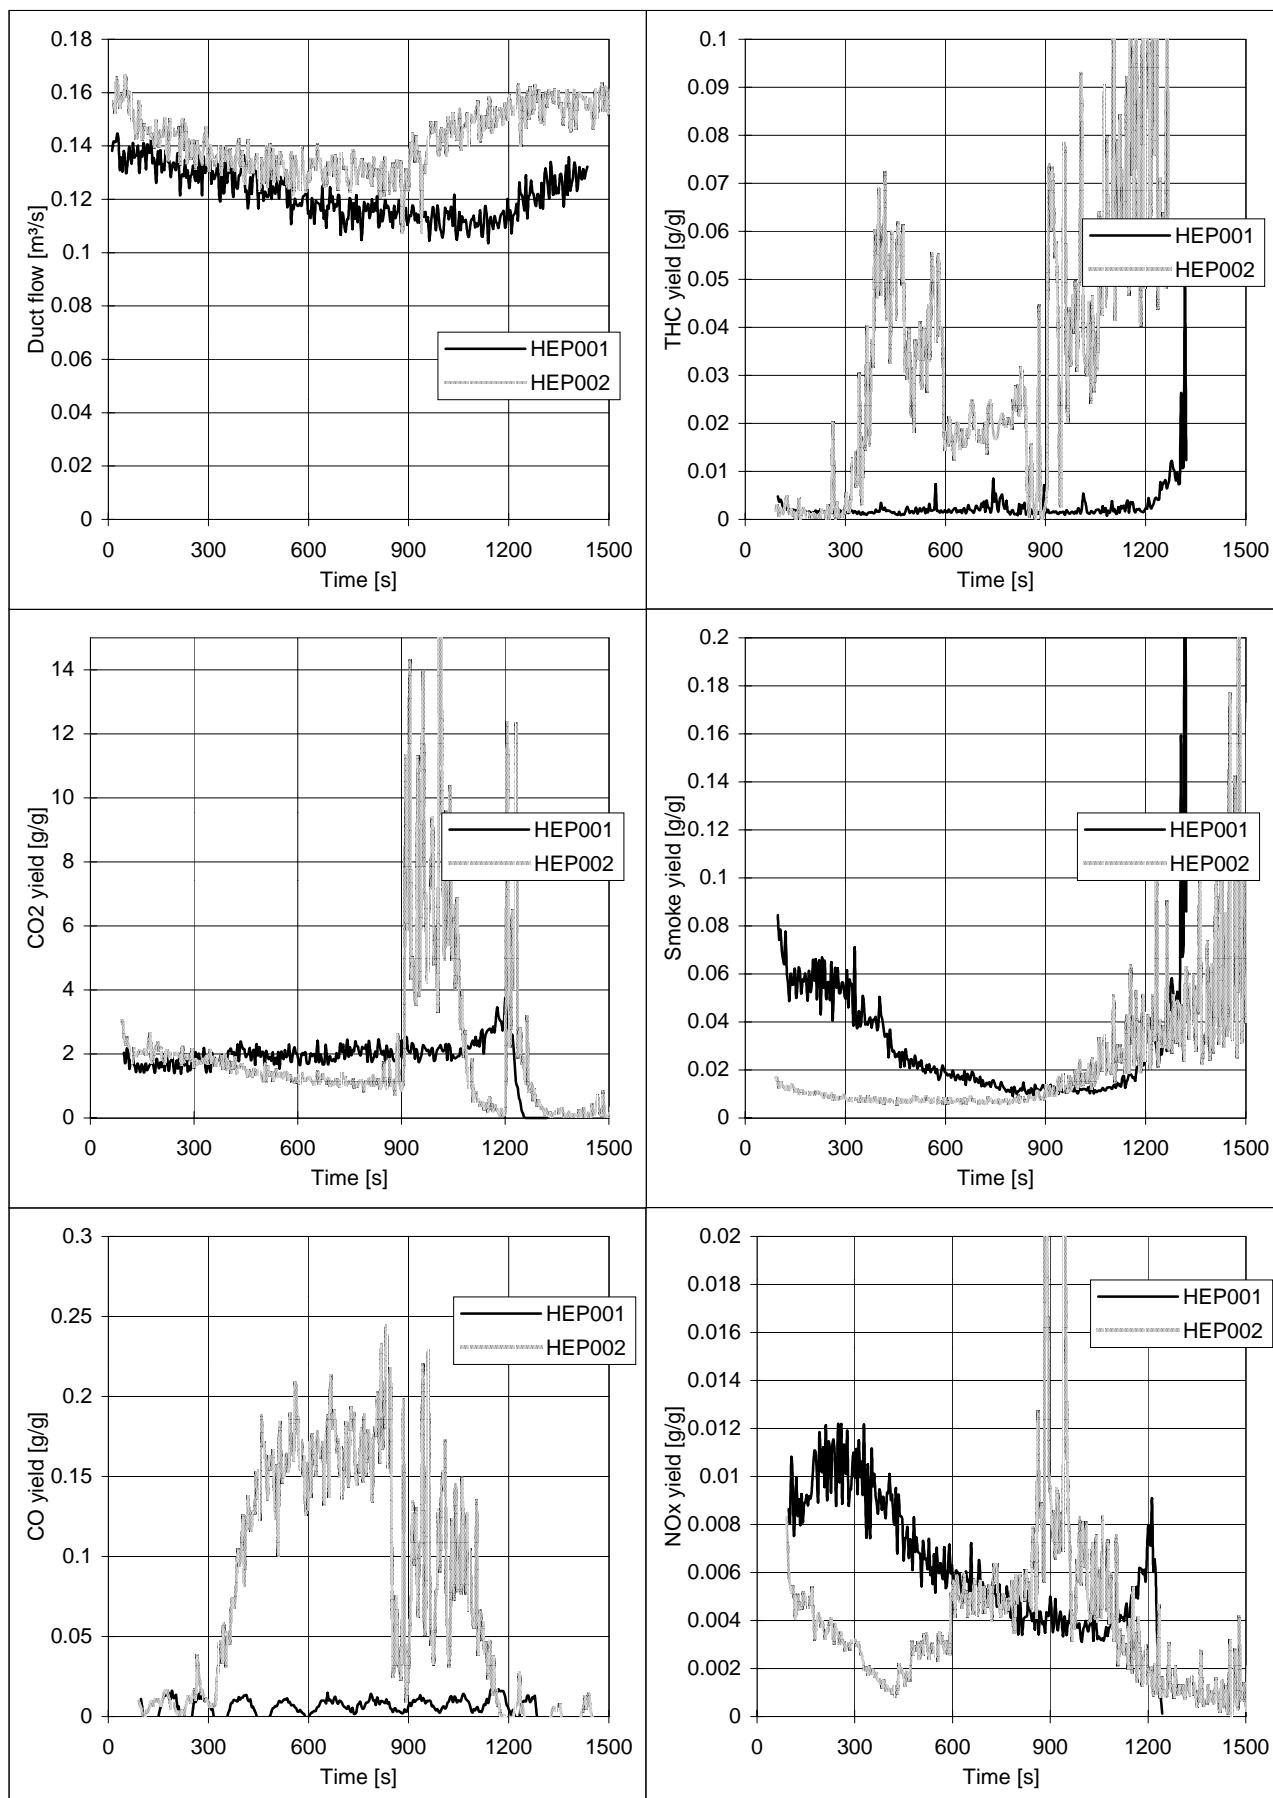 0.18
0.16
0.14
0.12
0.1
0.08
0.06
0.04
0.02
0
Duct flow [m³/s]
HEP001
HEP002
0 300 600 900 1200 1500
Time [s]
0.1
0.09
0.08
0.07
0.06
0.05
0.04
0.03
0.02
0.01
0
THC yield [g/g]
HEP001
HEP002
0 300 600 900 1200 1500
Time [s]
14
12
10
8
6
4
2
0
CO2 yield [g/g]
HEP001
HEP002
0 300 600 900 1200 1500
Time [s]
0.2
0.18
0.16
0.14
0.12
0.1
0.08
0.06
0.04
0.02
0
Smoke yield [g/g]
HEP001
HEP002
0 300 600 900 1200 1500
Time [s]
0.3
0.25
0.2
0.15
0.1
0.05
0
CO yield [g/g]
HEP001
HEP002
0 300 600 900 1200 1500
Time [s]
0.02
0.018
0.016
0.014
0.012
0.01
0.008
0.006
0.004
0.002
0
NOx yield [g/g]
HEP001
HEP002
0 300 600 900 1200 1500
Time [s]